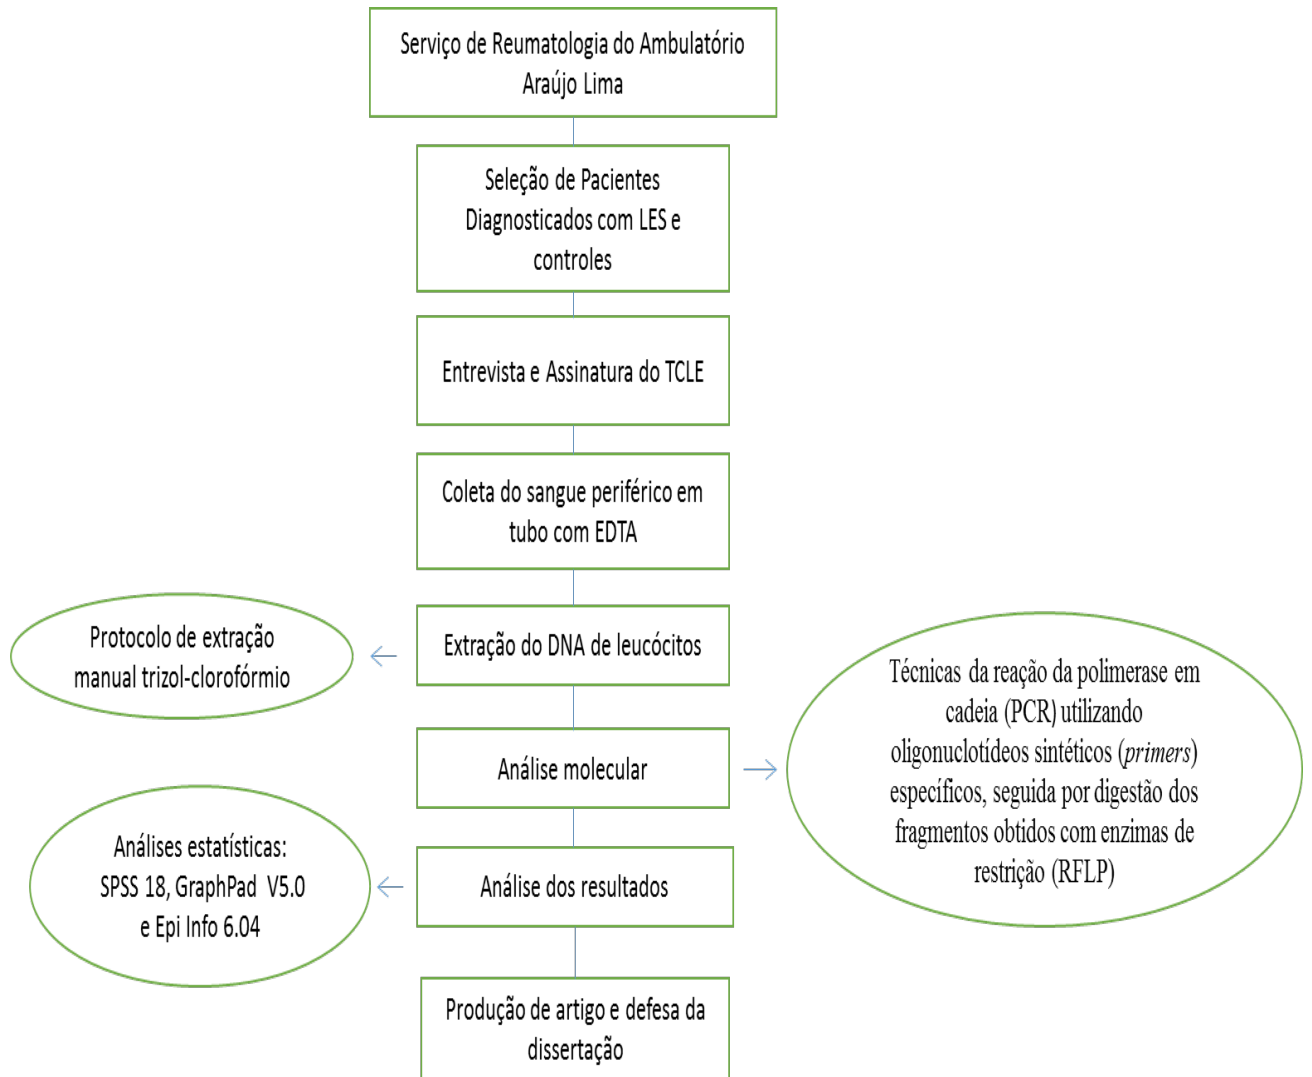 Serviço de Reumatologia do Ambulatório
Araújo Lima
Seleção de Pacientes
Diagnosticados com LES e
controles
Entrevista e Assinatura do TCLE
Coleta do sangue periférico em
tubo com EDTA
Extração do DNA de leucócitos
Protocolo de extração
manual trizol-clorofórmio
Análise molecular
Técnicas da reação da polimerase em
cadeia (PCR) utilizando
oligonuclotídeos sintéticos (primers)
específicos, seguida por digestão dos
fragmentos obtidos com enzimas de
restrição (RFLP)
Análise dos resultados
Análises estatísticas:
SPSS 18, GraphPad V5.0
e Epi Info 6.04
Produção de artigo e defesa da
dissertação